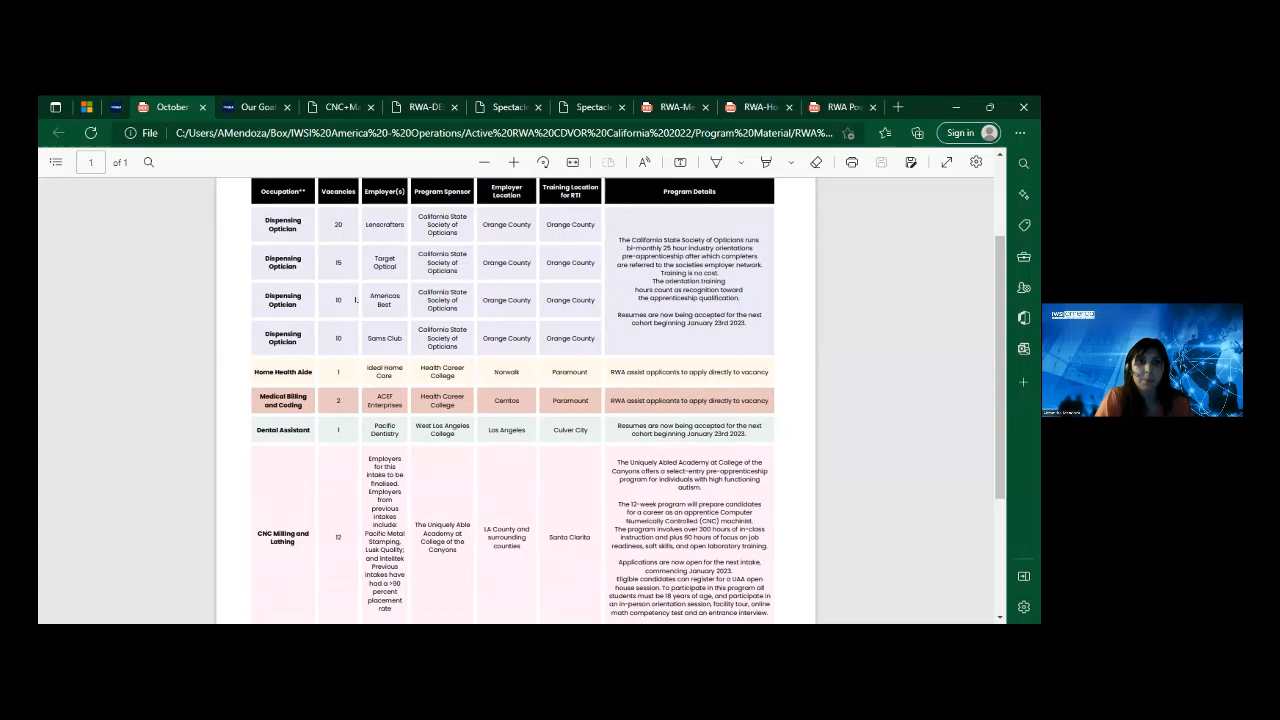 October
Our Goal
CNC+Ma
RWA-DE
Spectacle
Spectacle
RWA-Me
RWA-Ho
RWA Pov
File
C:/Users/AMendoza/Box/IWSI%20America%20-%20Operations/Active%20RWA%20CDVOR%20California%202022/Program%20Material/RWA%...
Sign in
1 of 1
Occupation** Vacancies Employer(s) Program Sponsor Employer Location Training Location for RTI Program Details
Dispensing Optician
20
Lenscrafters
California State Society of Opticians
Orange County
Orange County
The California State Society of Opticians runs
bi-monthly 25 hour industry orientations
pre-apprenticeship after which completers
are referred to the societies employer network.
Training is no cost.
The orientation training
hours count as recognition toward
the apprenticeship qualification.
Resumes are now being accepted for the next
cohort beginning January 23rd 2023.
Dispensing Optician
15
Target Optical
California State Society of Opticians
Orange County
Orange County
Dispensing Optician
10
Americas Best
California State Society of Opticians
Orange County
Orange County
Dispensing Optician
10
Sams Club
California State Society of Opticians
Orange County
Orange County
Home Health Aide
1
Ideal Home Care
Health Career College
Norwalk
Paramount
RWA assist applicants to apply directly to vacancy
Medical Billing and Coding
2
ACEF Enterprises
Health Career College
Cerritos
Paramount
RWA assist applicants to apply directly to vacancy
Dental Assistant
1
Pacific Dentistry
West Los Angeles College
Los Angeles
Culver City
Resumes are now being accepted for the next
cohort beginning January 23rd 2023.
CNC Milling and Lathing
12
Employers
for this
intake to be
finalised.
Employers
from
previous
intakes
include:
Pacific Metal
Stamping,
Lusk Quality;
and Intelitek
Previous
intakes have
had a >90
percent
placement
rate
The Uniquely Able
Academy at
College of the
Canyons
LA County and
surrounding
counties
Santa Clarita
The Uniquely Abled Academy at College of the
Canyons offers a select-entry pre-apprenticeship
program for individuals with high functioning
autism.
The 12-week program will prepare candidates
for a career as an apprentice Computer
Numerically Controlled (CNC) machinist.
The program involves over 300 hours of in-class
instruction and plus 60 hours of focus on job
readiness, soft skills, and open laboratory training.
Applications are now open for the next intake,
commencing January 2023.
Eligible candidates can register for a UAA open
house session. To participate in this program all
students must be 18 years of age, and participate in
an in-person orientation session, facility tour, online
math competency test and an entrance interview.
iwsiamerica